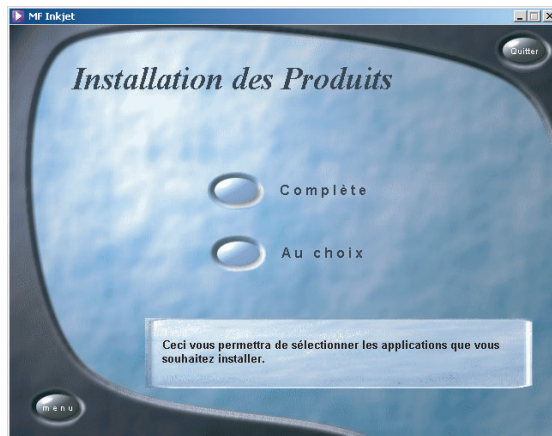 MF Inkjet
Quitter
Installation des Produits
Complète
Au choix
Ceci vous permettra de sélectionner les applications que vous
souhaitez installer.
menu